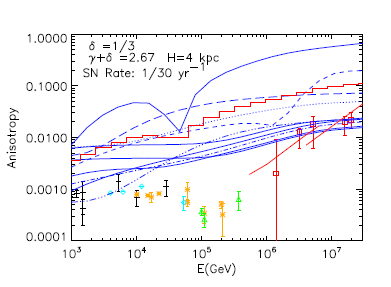 δ =1/3
γ+δ =2.67 H=4 kpc
SN Rate: 1/30 yr⁻¹
Anisotropy
1.0000
0.1000
0.0100
0.0010
0.0001
10³ 10⁴ 10⁵ 10⁶ 10⁷
E(GeV)